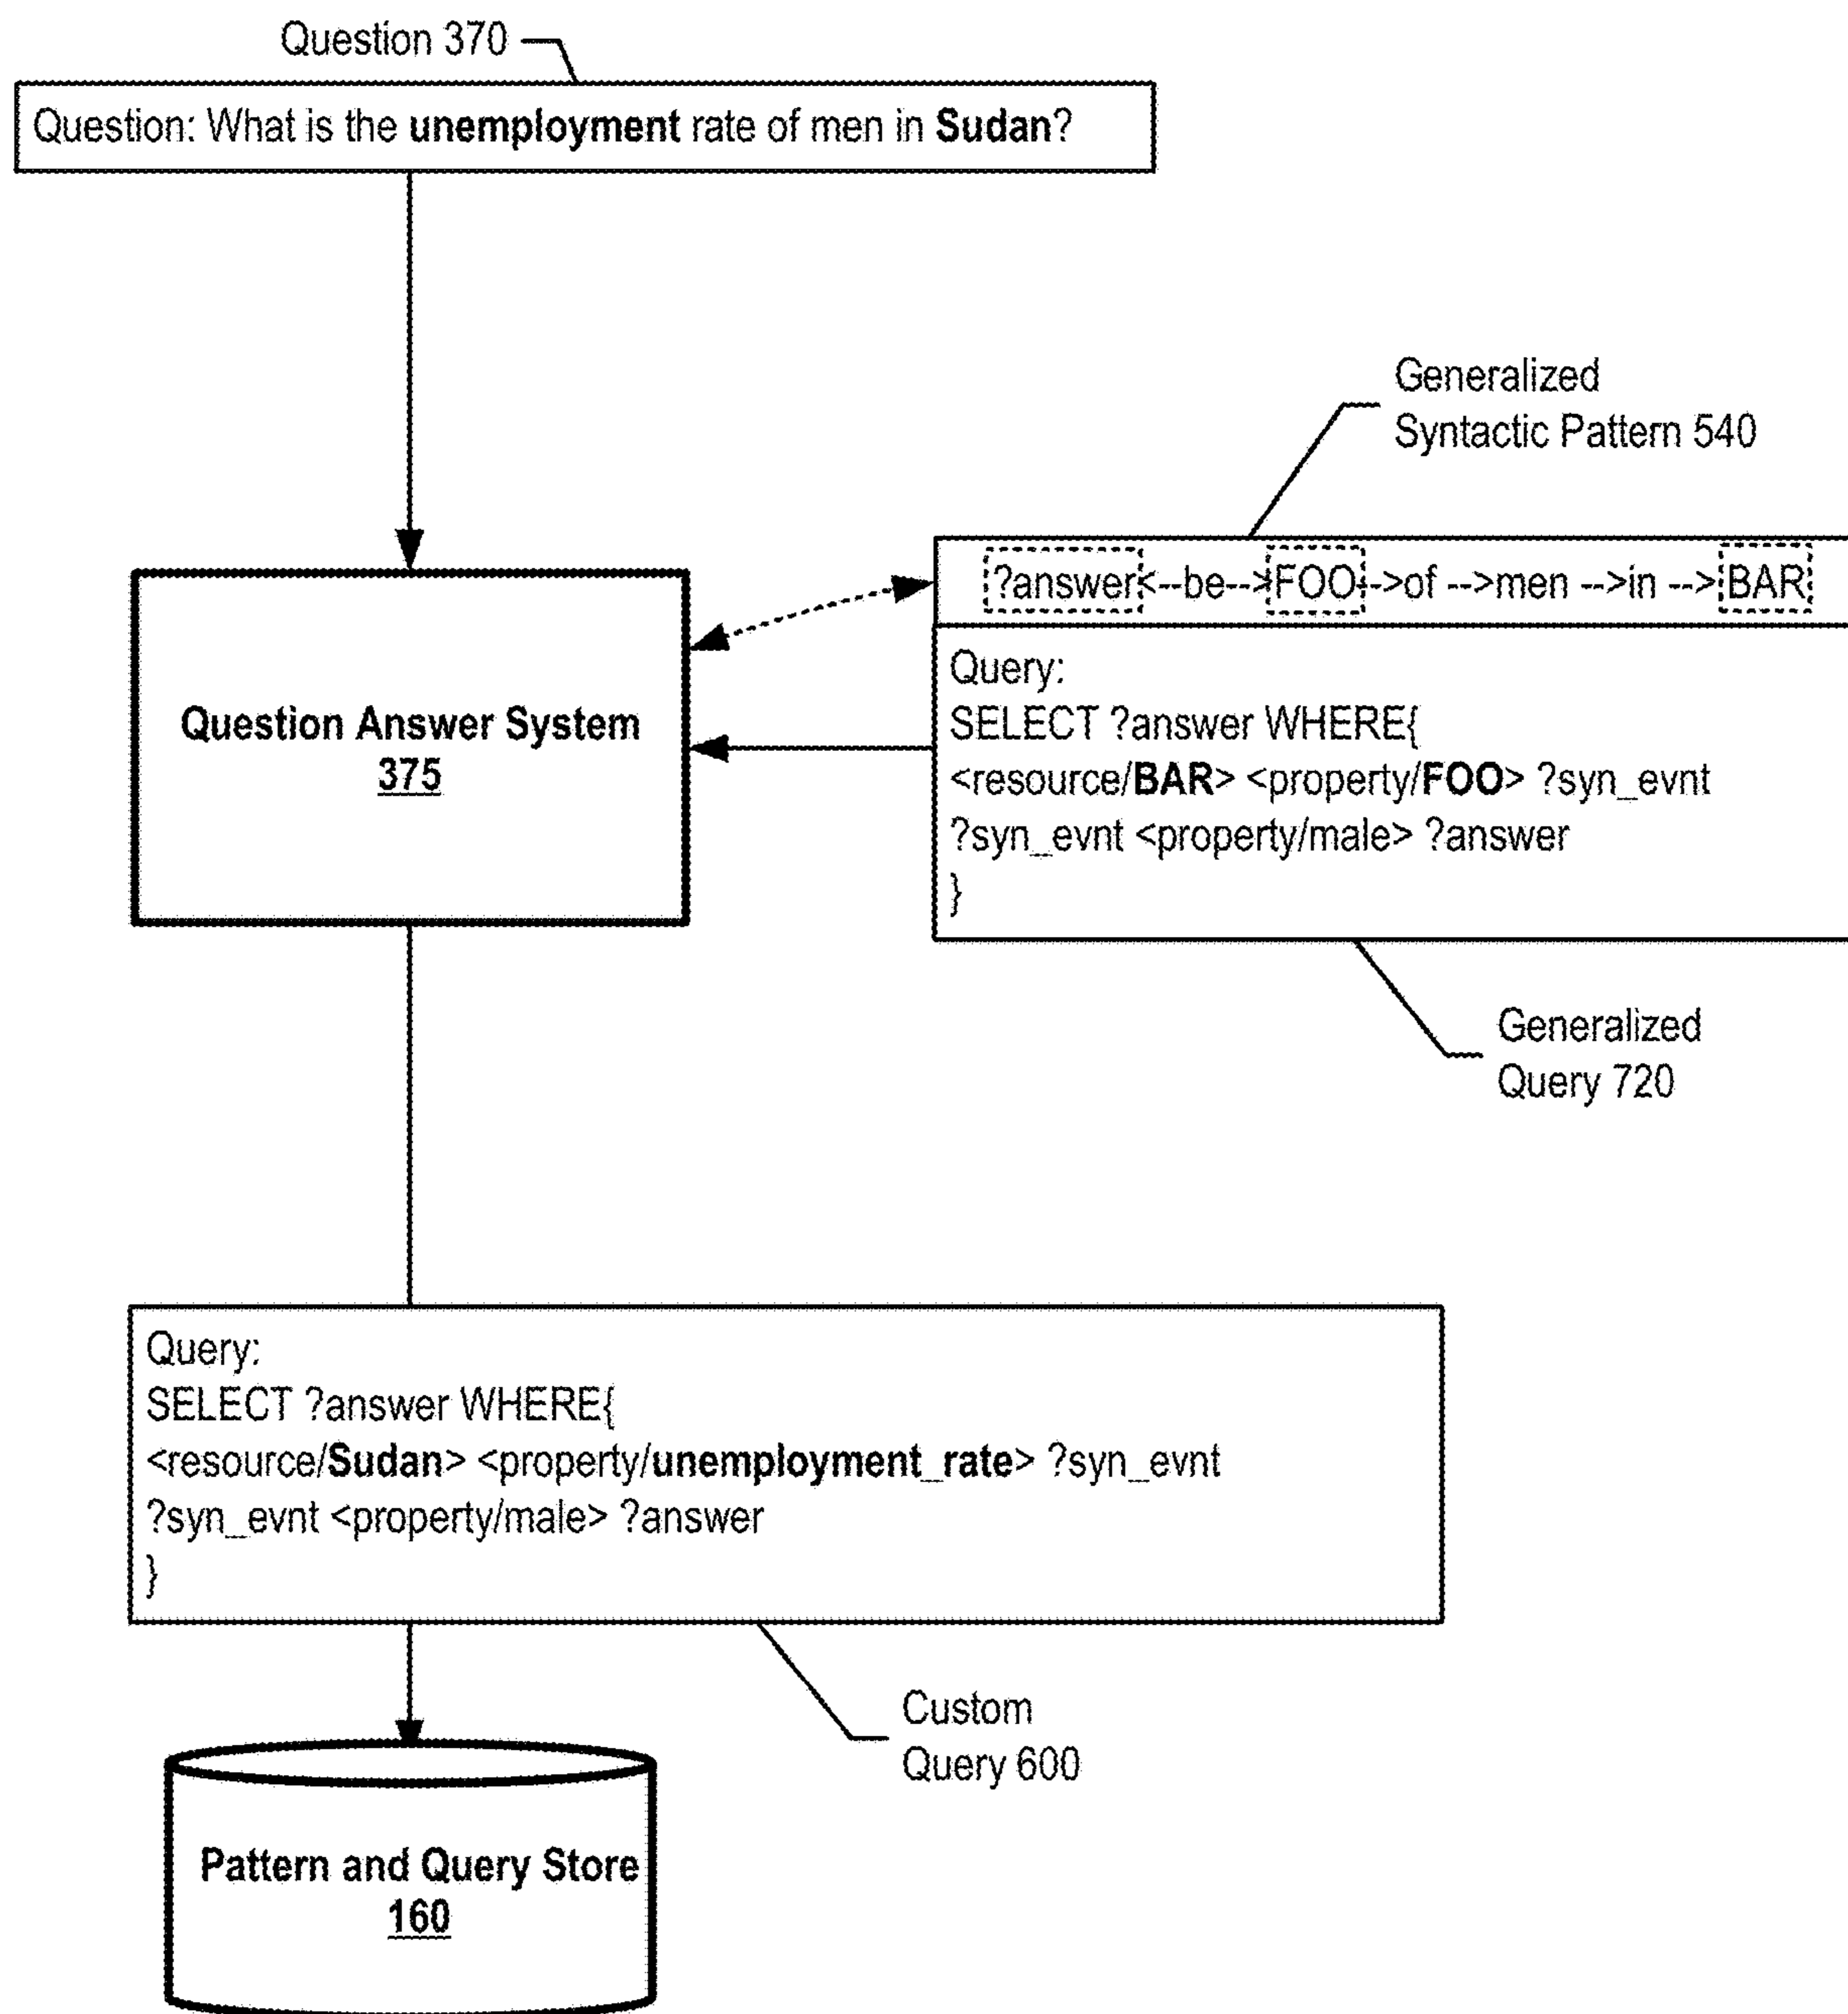 Question 370
Question: What is the unemployment rate of men in Sudan?
Generalized
Syntactic Pattern 540
?answer<--be-->FOO-->of -->men -->in -->BAR
Query:
SELECT ?answer WHERE{
<resource/BAR> <property/FOO> ?syn_evnt
?syn_evnt <property/male> ?answer
}
Question Answer System
375
Generalized
Query 720
Query:
SELECT ?answer WHERE{
<resource/Sudan> <property/unemployment_rate> ?syn_evnt
?syn_evnt <property/male> ?answer
}
Custom
Query 600
Pattern and Query Store
160